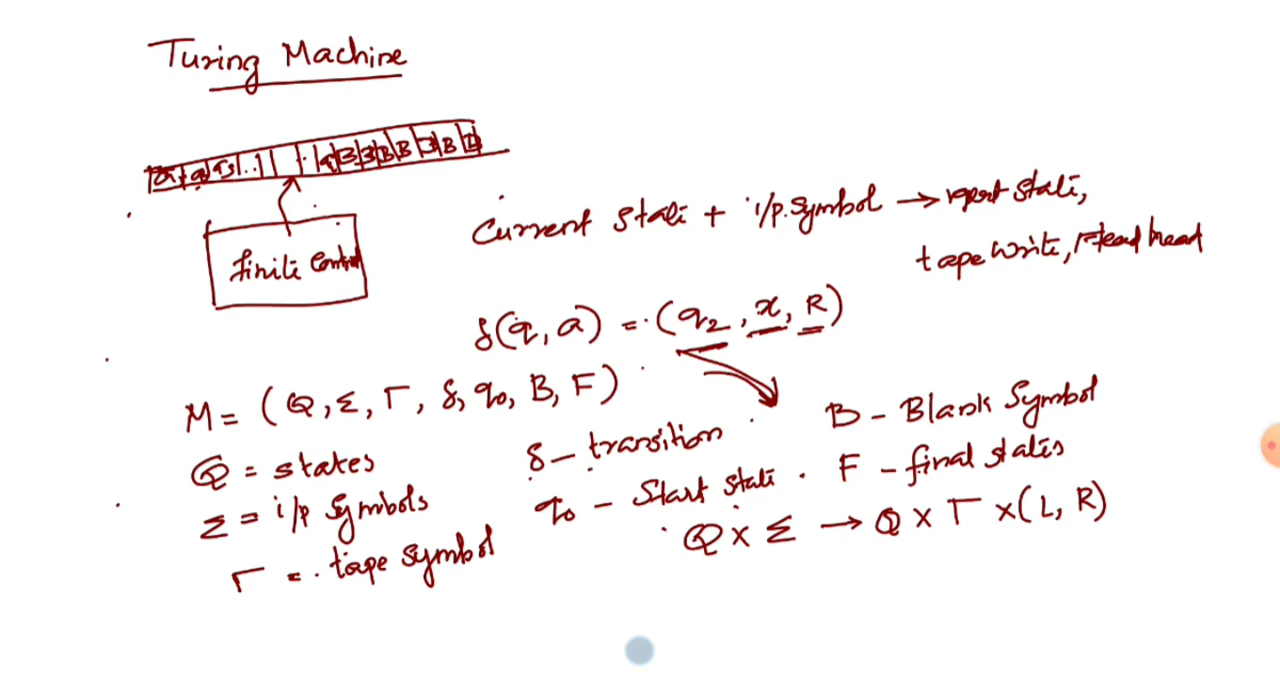 Turing Machine
B B B B
finite Control
Current state + i/p. symbol → next state,
tape write, head
δ(q, a) = (q₂, x, R)
M = (Q, Σ, Γ, δ, q₀, B, F)
Q = states
Σ = i/p symbols
Γ = tape symbol
δ – transition
q₀ – Start state
B – Blank Symbol
F – final states
Q × Σ → Q × Γ × (L, R)